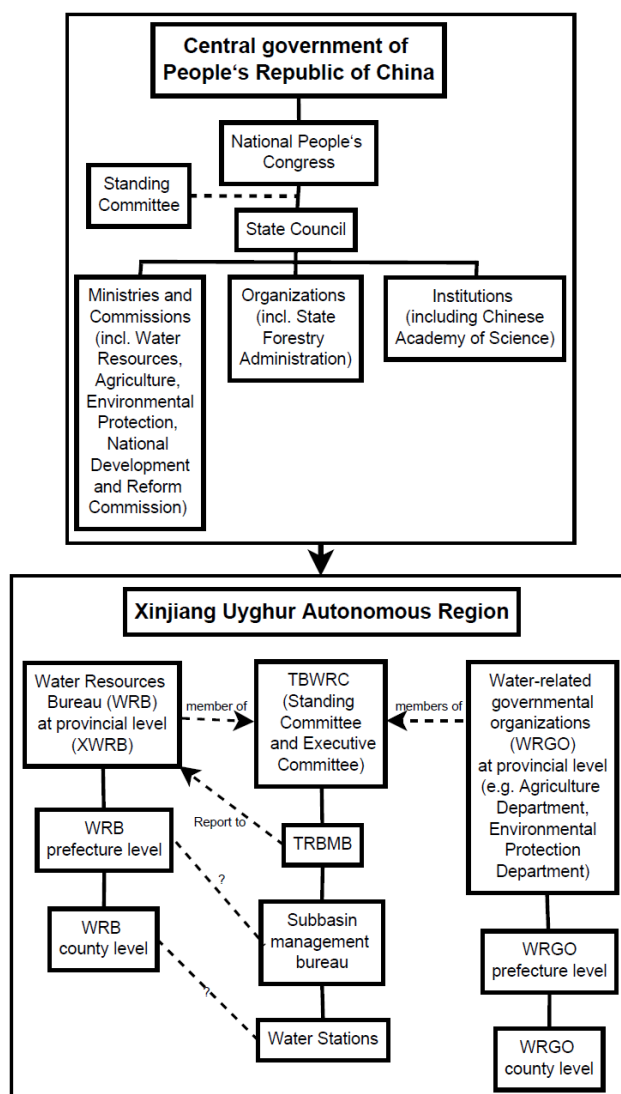 Central government of
People‘s Republic of China
National People‘s
Congress
Standing
Committee
State Council
Ministries and
Commissions
(incl. Water
Resources,
Agriculture,
Environmental
Protection,
National
Development
and Reform
Commission)
Organizations
(incl. State
Forestry
Administration)
Institutions
(including Chinese
Academy of Science)
Xinjiang Uyghur Autonomous Region
Water Resources
Bureau (WRB)
at provincial level
(XWRB)
member of
TBWRC
(Standing
Committee
and Executive
Committee)
members of
Water-related
governmental
organizations
(WRGO)
at provincial level
(e.g. Agriculture
Department,
Environmental
Protection
Department)
Report to
WRB
prefecture level
TRBMB
?
WRB
county level
Subbasin
management
bureau
WRGO
prefecture level
?
Water Stations
WRGO
county level